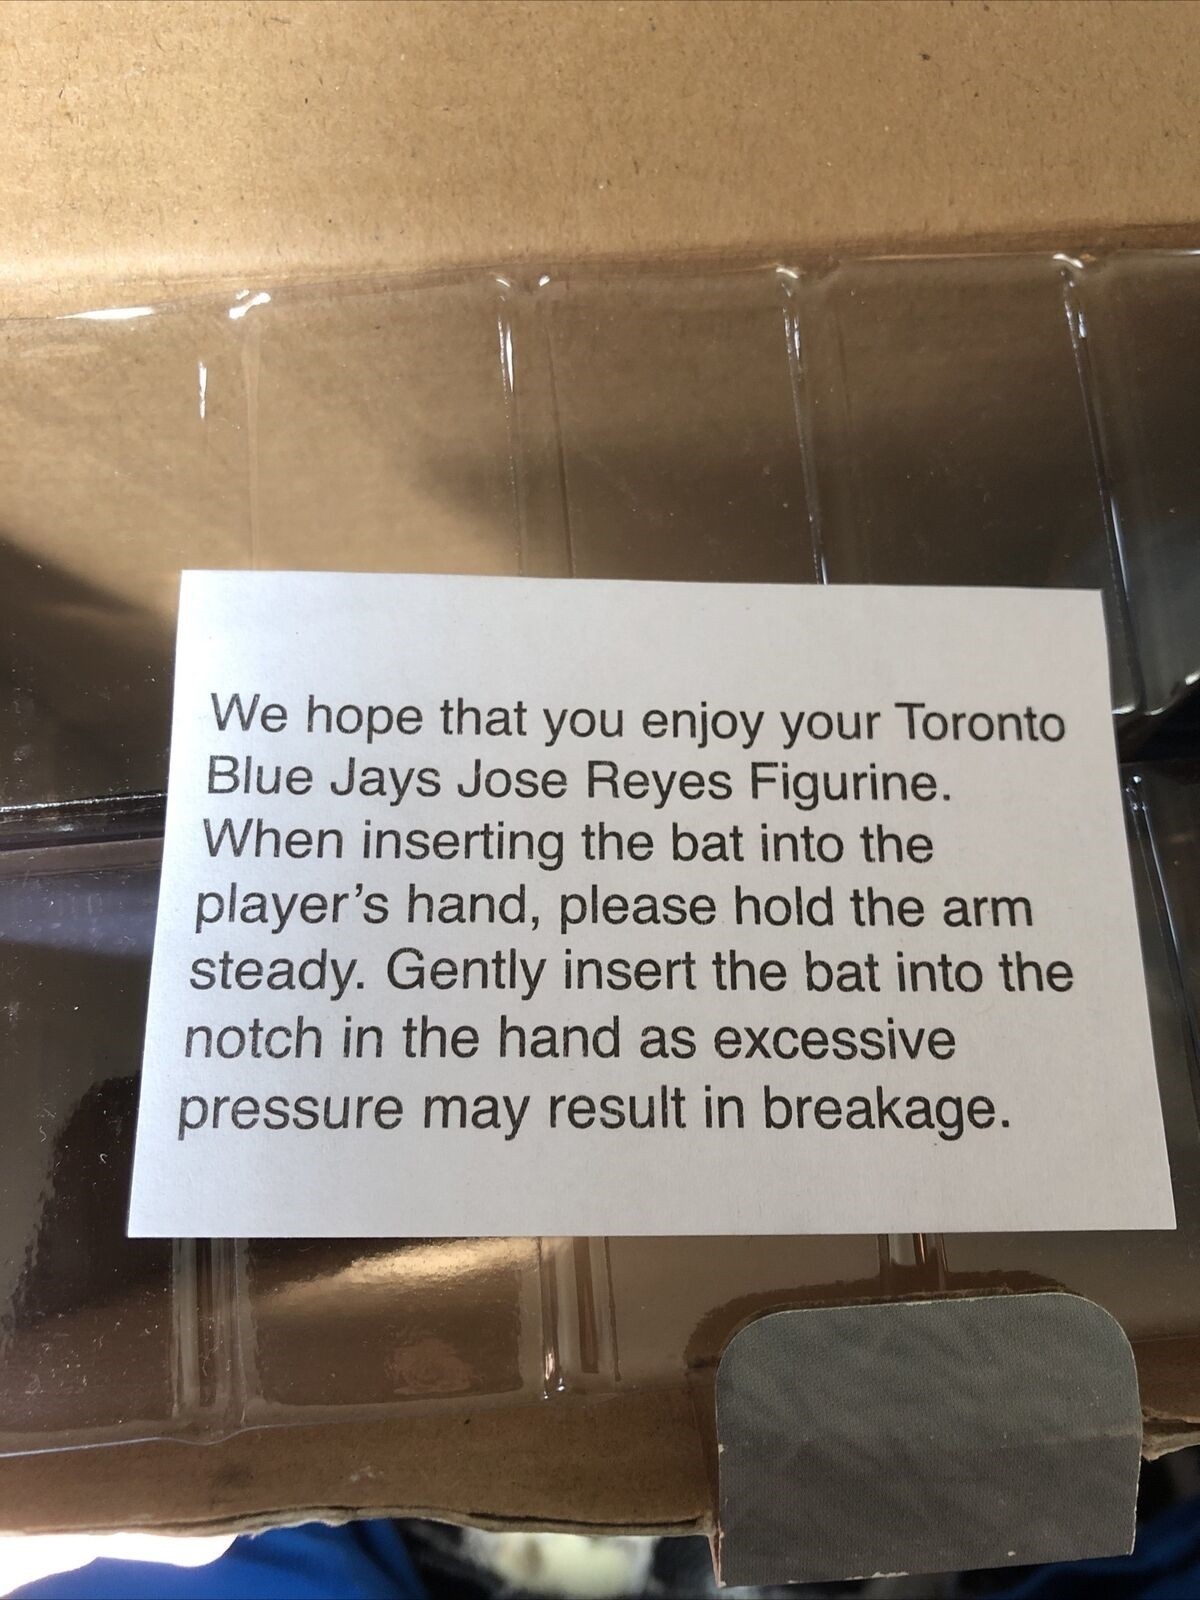 We hope that you enjoy your Toronto
Blue Jays Jose Reyes Figurine.
When inserting the bat into the
player’s hand, please hold the arm
steady. Gently insert the bat into the
notch in the hand as excessive
pressure may result in breakage.